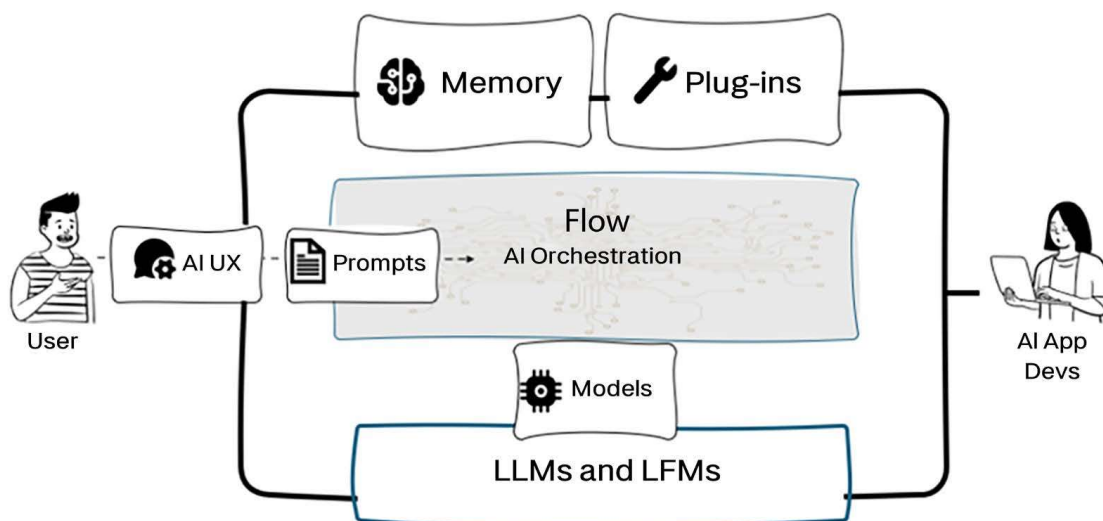 Memory
Plug-ins
Flow
AI Orchestration
AI UX
Prompts
User
AI App
Devs
Models
LLMs and LFMs